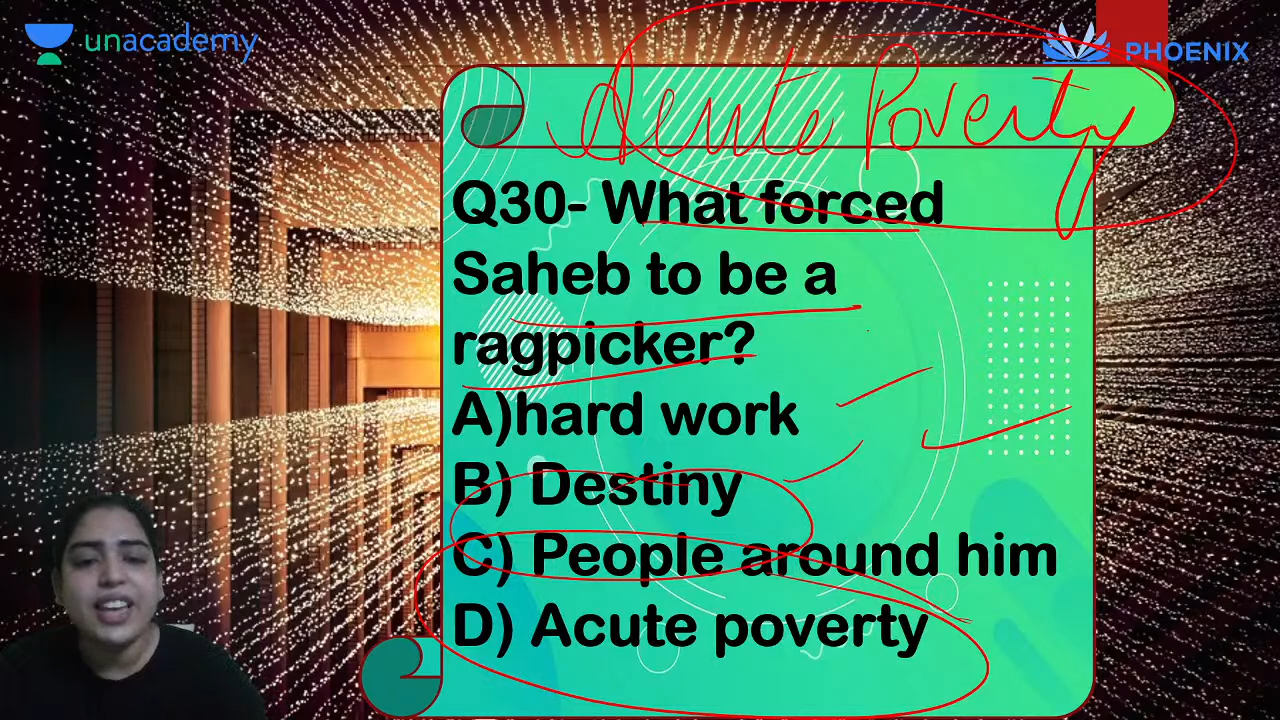 unacademy
PHOENIX
Acute Poverty
Q30- What forced
Saheb to be a
ragpicker?
A)hard work
B) Destiny
C) People around him
D) Acute poverty